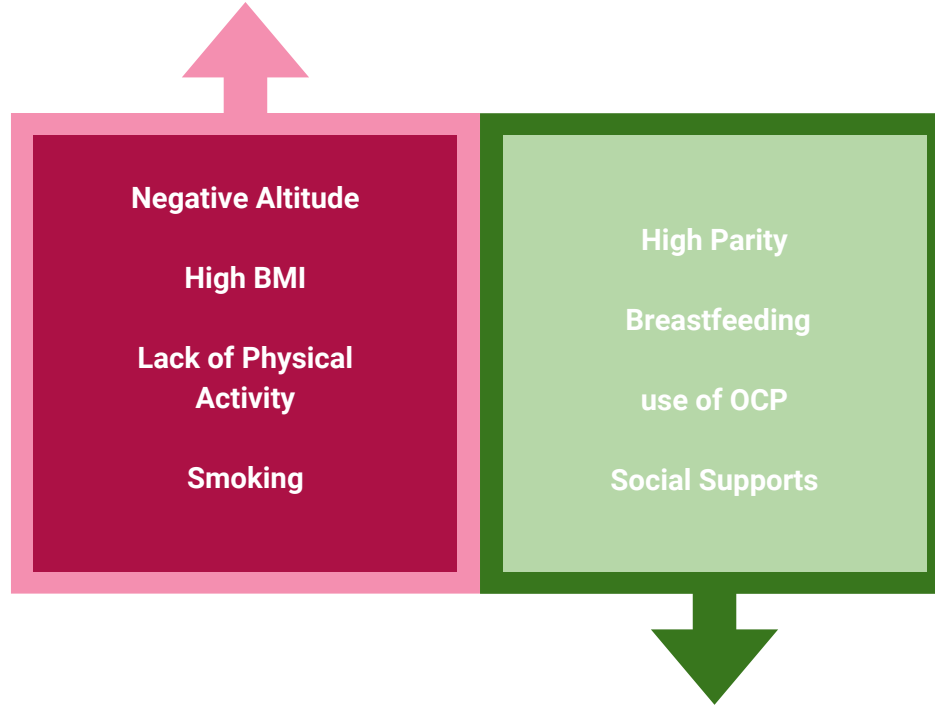 Negative Altitude
High BMI
Lack of Physical
Activity
Smoking
High Parity
Breastfeeding
use of OCP
Social Supports